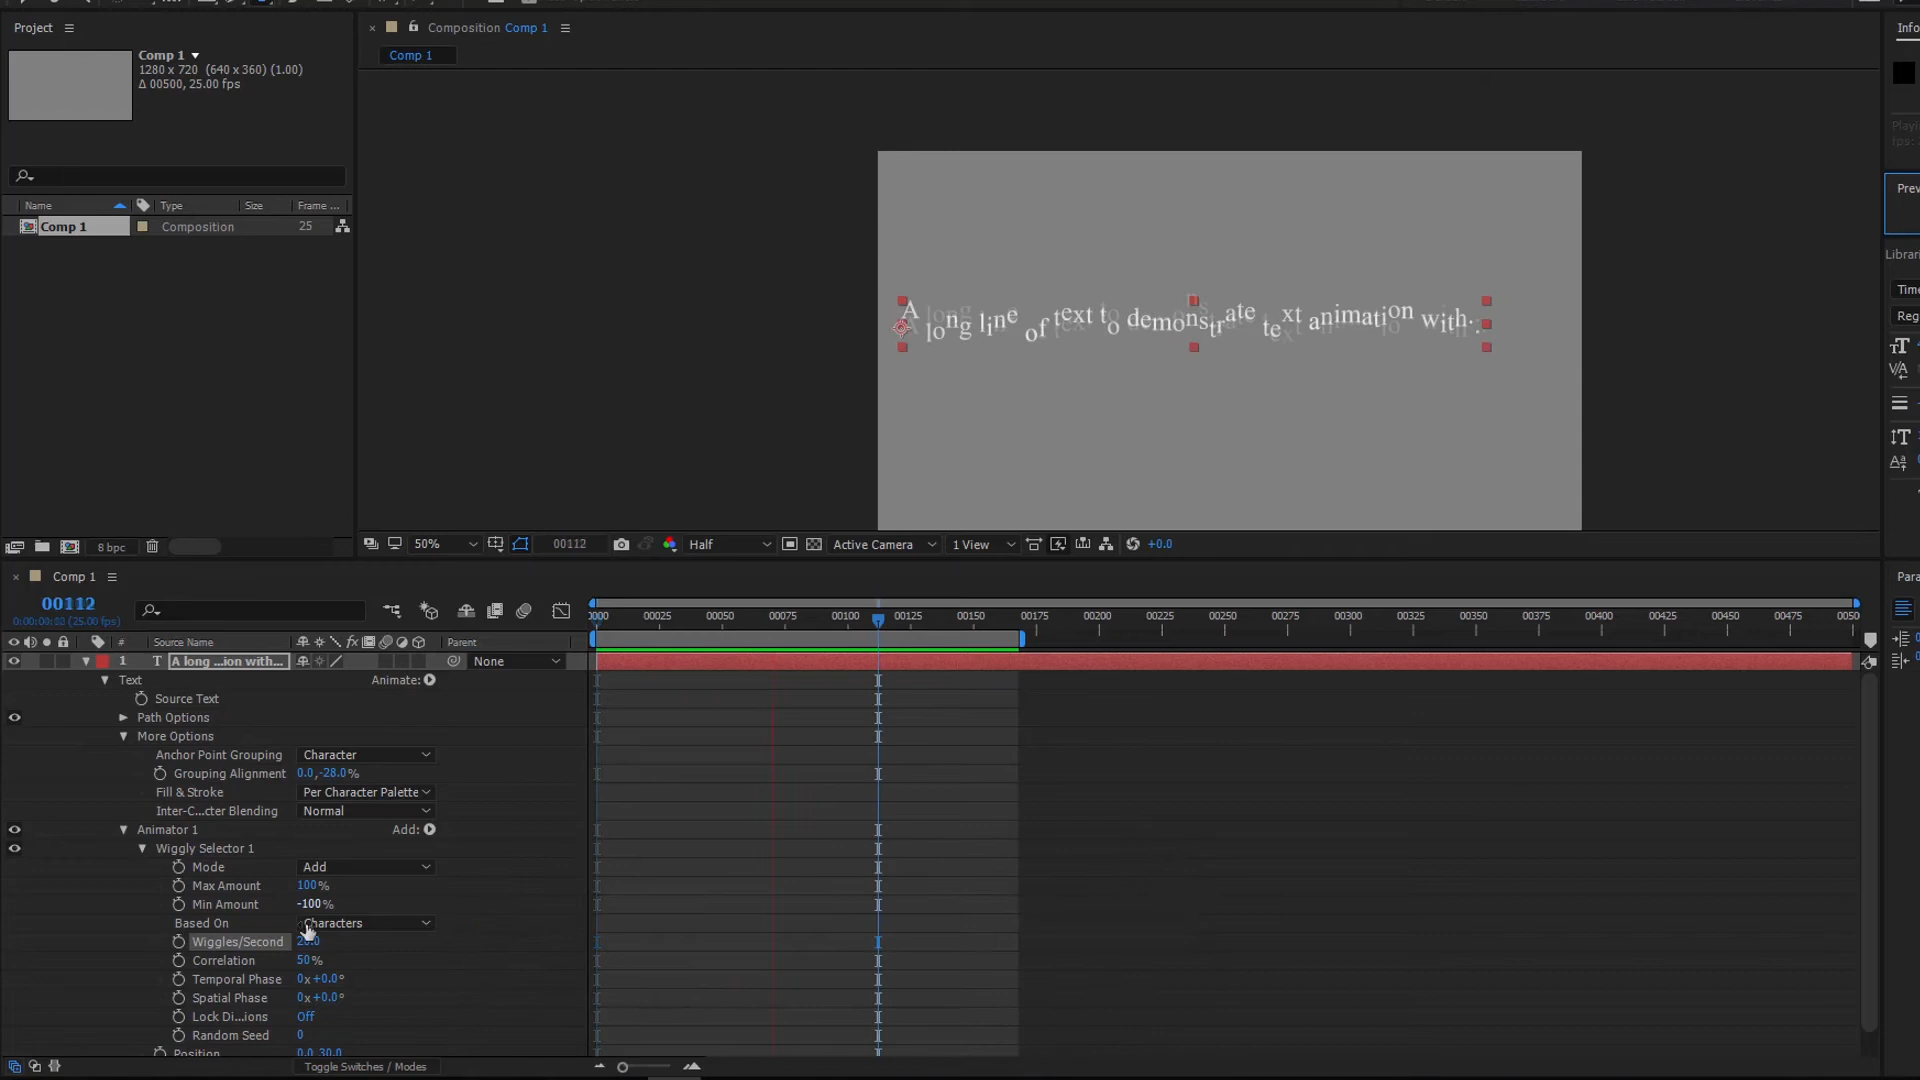 Project
Comp 1
1280 x 720 (640 x 360) (1.00)
Δ 00500, 25.00 fps
Name Type Size Frame ...
Comp 1 Composition 25
8 bpc
Composition Comp 1
Comp 1
A long line of text to demonstrate text animation with..
50% 00112 Half Active Camera 1 View +0.0
Info
Prev
Librari
Tim
Reg
Para
Comp 1
00112
(25.00 fps)
00025 00050 00075 00100 00125 00150 00175 00200 00225 00250 00275 00300 00325 00350 00375 00400 00425 00450 00475 0050
# Source Name fx Parent
1 T A long ...ion with... None
Text Animate:
Source Text
Path Options
More Options
Anchor Point Grouping Character
Grouping Alignment 0.0,-28.0%
Fill & Stroke Per Character Palette
Inter-C...cter Blending Normal
Animator 1 Add:
Wiggly Selector 1
Mode Add
Max Amount 100%
Min Amount -100%
Based On Characters
Wiggles/Second
Correlation 50%
Temporal Phase 0x+0.0°
Spatial Phase 0x+0.0°
Lock Di...ions Off
Random Seed 0
Position 0.0,30.0
Toggle Switches / Modes